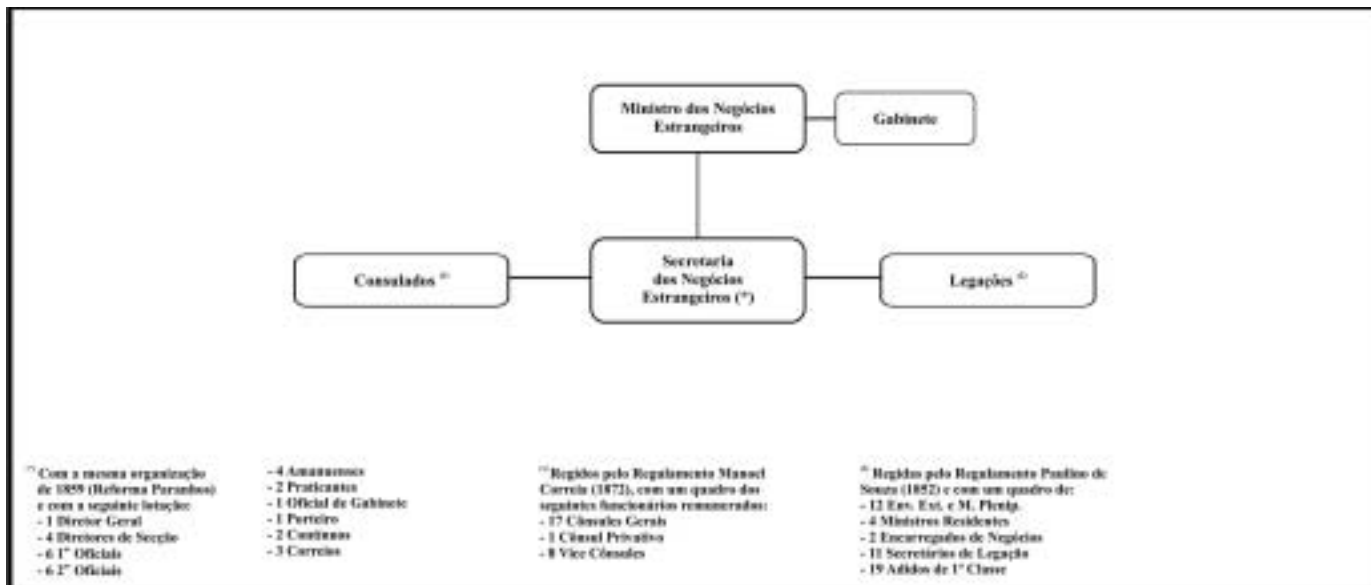 Ministro dos Negócios
Estrangeiros
Gabinete
Consulados
Secretaria
dos Negócios
Estrangeiros (*)
Legações
(*) Com a mesma organização
de 1859 (Reforma Paranhos)
e com a seguinte lotação:
- 1 Diretor Geral
- 4 Diretores de Secção
- 6 1ºˢ Oficiais
- 6 2ºˢ Oficiais
- 4 Amanuenses
- 2 Praticantes
- 1 Oficial de Gabinete
- 1 Porteiro
- 2 Contínuos
- 3 Correios
Regidos pelo Regulamento Manoel
Correia (1872), com um quadro dos
seguintes funcionários remunerados:
- 17 Cônsules Gerais
- 1 Cônsul Privativo
- 8 Vice Cônsules
Regidas pelo Regulamento Paulino de
Souza (1852) e com um quadro de:
- 12 Env. Ext. e M. Plenip.
- 4 Ministros Residentes
- 2 Encarregados de Negócios
- 11 Secretários de Legação
- 19 Adidos de 1ª Classe